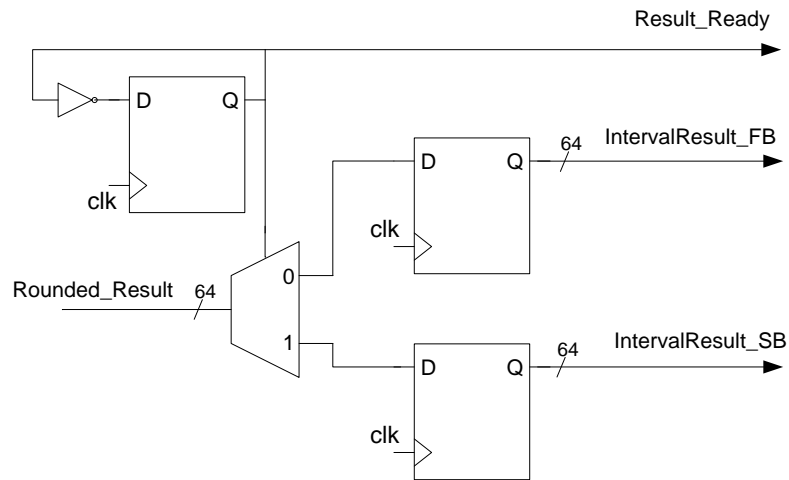 Result_Ready
D Q
clk
64 IntervalResult_FB
D Q
clk
Rounded_Result 64
0
1
64 IntervalResult_SB
D Q
clk